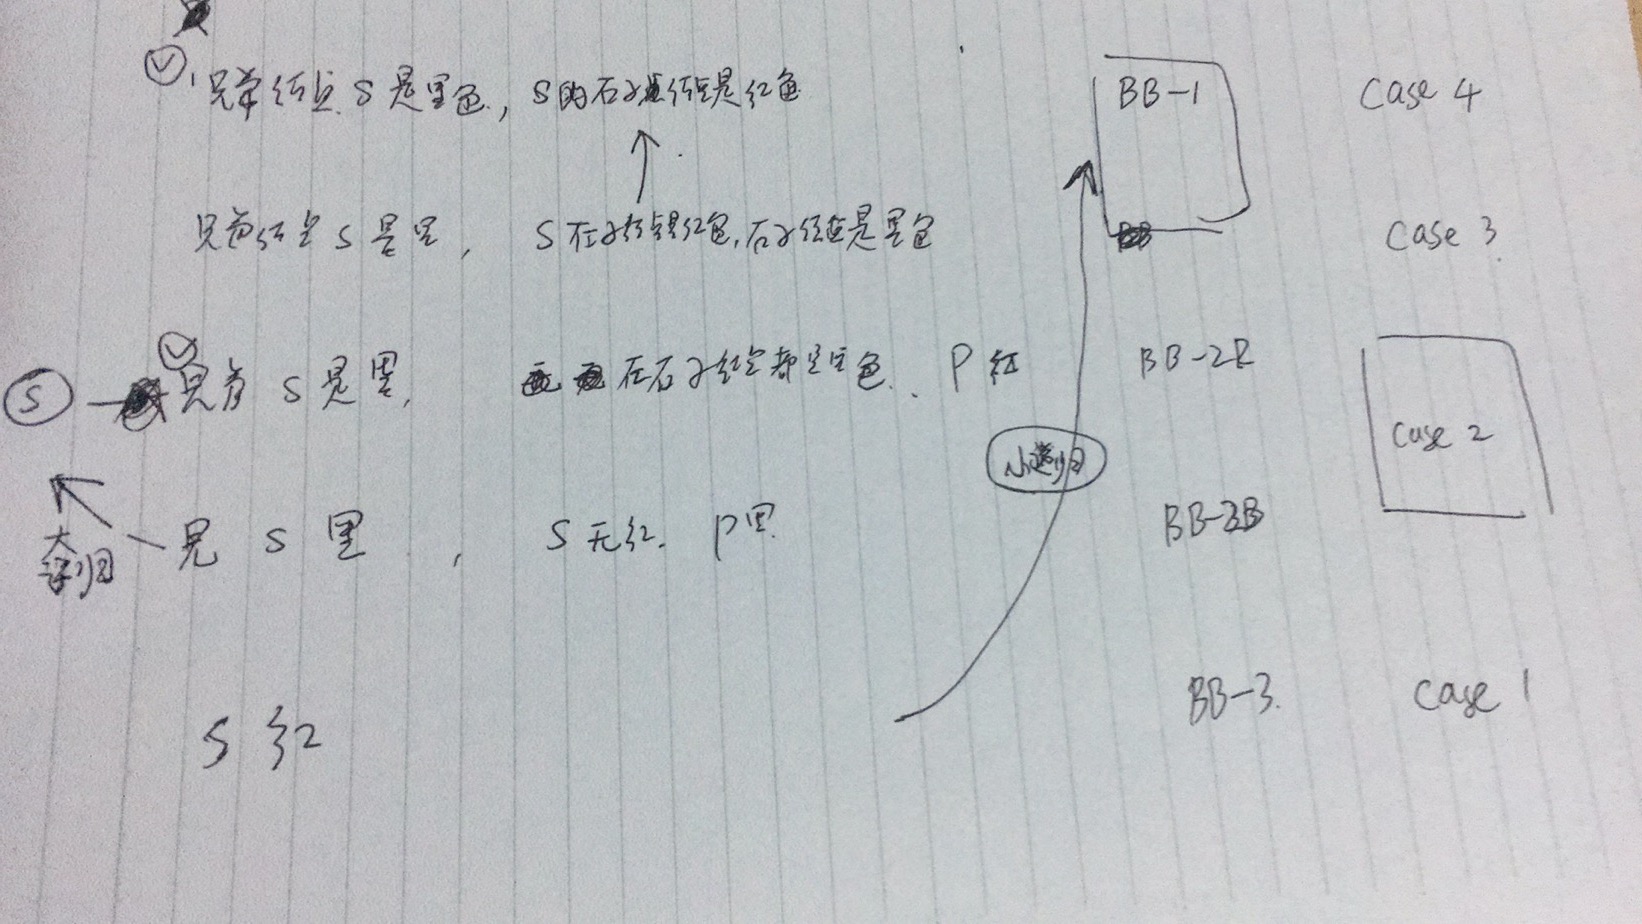 兄弟结点 S 是黑色, S的右子结点是红色 BB-1 Case 4
兄弟结点 S 是黑, S 左子结点是红色, 右子结点是黑色 BB Case 3
S 兄弟 S 是黑, 左右子结点都是黑色. P 红 BB-2R
Case 2
小递归
大递归 兄 S 黑, S 无红. P黑 BB-2B
S 红 BB-3. Case 1